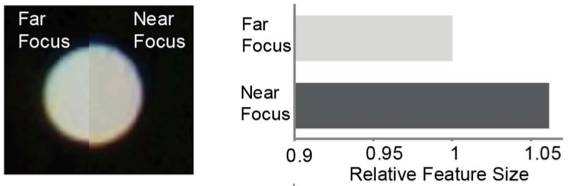 Far Near
Focus Focus
Far
Focus
Near
Focus
0.9 0.95 1 1.05
Relative Feature Size